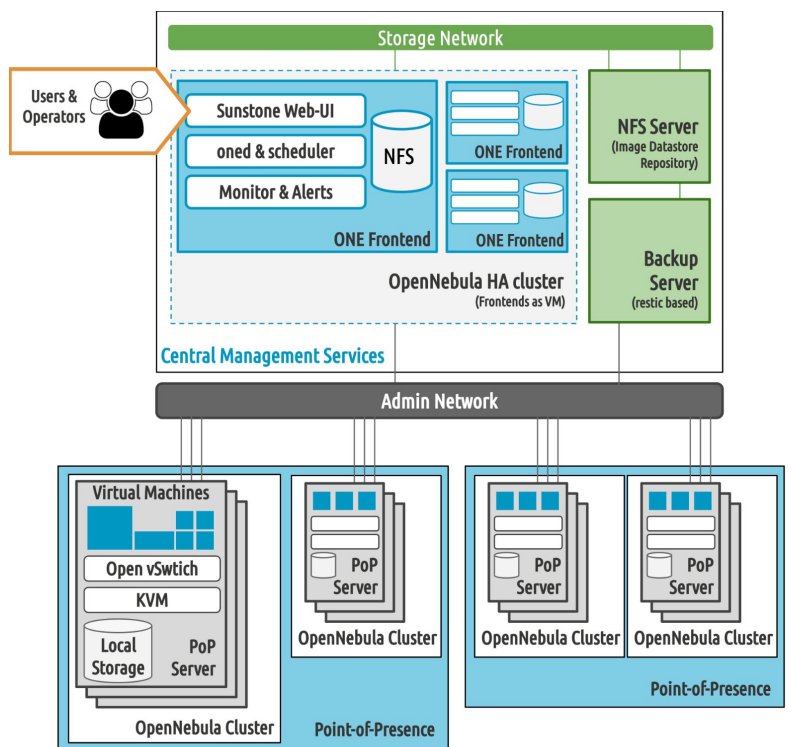 Storage Network
Users &
Operators
Sunstone Web-UI
oned & scheduler
Monitor & Alerts
NFS
ONE Frontend
ONE Frontend
ONE Frontend
OpenNebula HA cluster
(Frontends as VM)
NFS Server
(Image Datastore
Repository)
Backup
Server
(restic based)
Central Management Services
Admin Network
Virtual Machines
Open vSwtich
KVM
Local
Storage
PoP
Server
OpenNebula Cluster
PoP
Server
OpenNebula Cluster
Point-of-Presence
PoP
Server
OpenNebula Cluster
PoP
Server
OpenNebula Cluster
Point-of-Presence